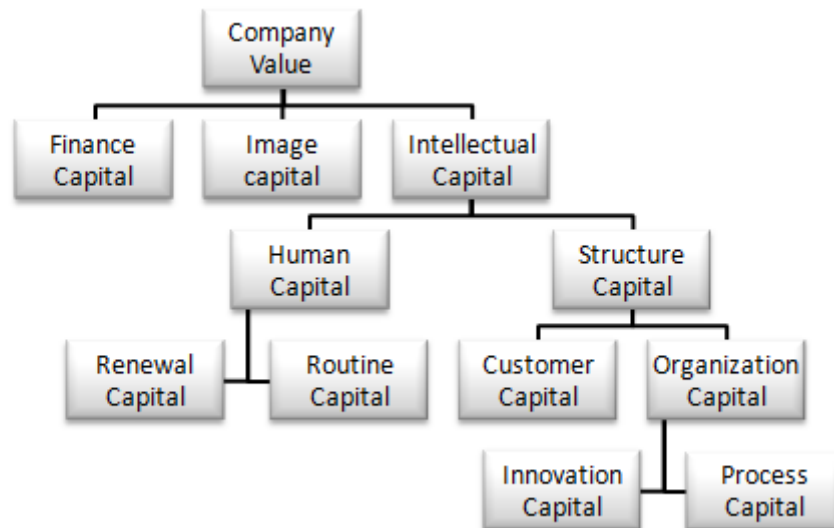 Company
Value
Finance
Capital
Image
capital
Intellectual
Capital
Human
Capital
Structure
Capital
Renewal
Capital
Routine
Capital
Customer
Capital
Organization
Capital
Innovation
Capital
Process
Capital